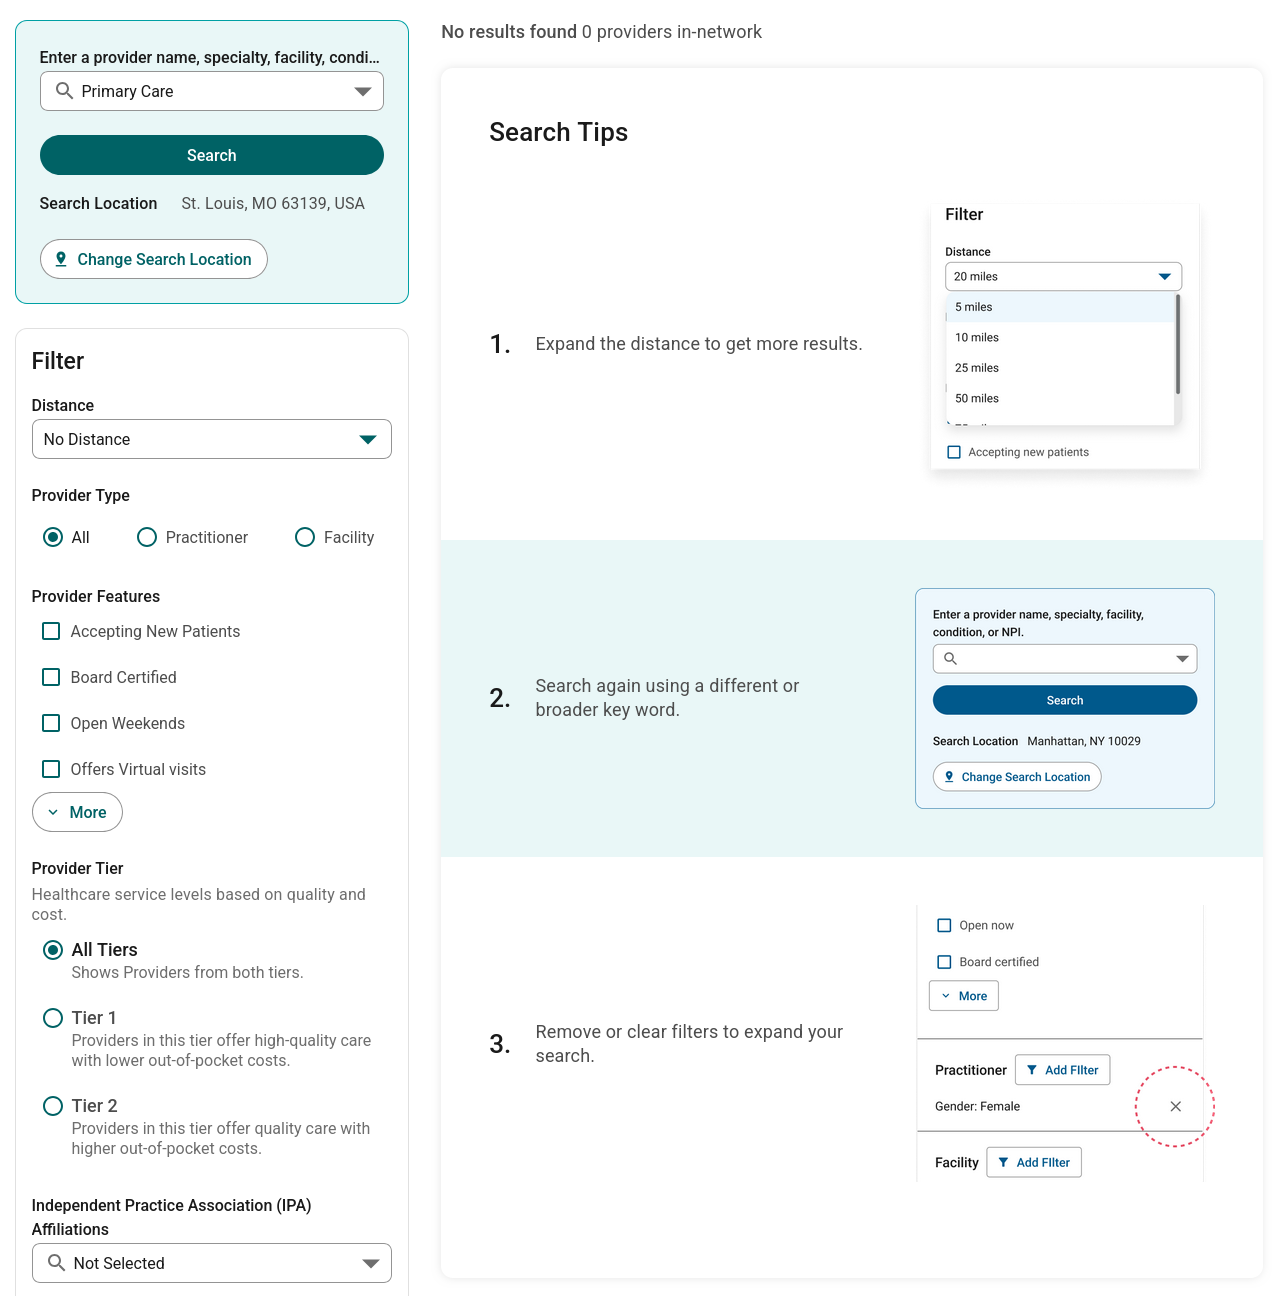 Enter a provider name, specialty, facility, condi...
Primary Care
Search
Search Location St. Louis, MO 63139, USA
Change Search Location
Filter
Distance
No Distance
Provider Type
All Practitioner Facility
Provider Features
Accepting New Patients
Board Certified
Open Weekends
Offers Virtual visits
More
Provider Tier
Healthcare service levels based on quality and
cost.
All Tiers
Shows Providers from both tiers.
Tier 1
Providers in this tier offer high-quality care
with lower out-of-pocket costs.
Tier 2
Providers in this tier offer quality care with
higher out-of-pocket costs.
Independent Practice Association (IPA)
Affiliations
Not Selected
No results found 0 providers in-network
Search Tips
1. Expand the distance to get more results.
Filter
Distance
20 miles
5 miles
10 miles
25 miles
50 miles
Accepting new patients
2. Search again using a different or
broader key word.
Enter a provider name, specialty, facility,
condition, or NPI.
Search
Search Location Manhattan, NY 10029
Change Search Location
3. Remove or clear filters to expand your
search.
Open now
Board certified
More
Practitioner Add FIlter
Gender: Female
Facility Add FIlter